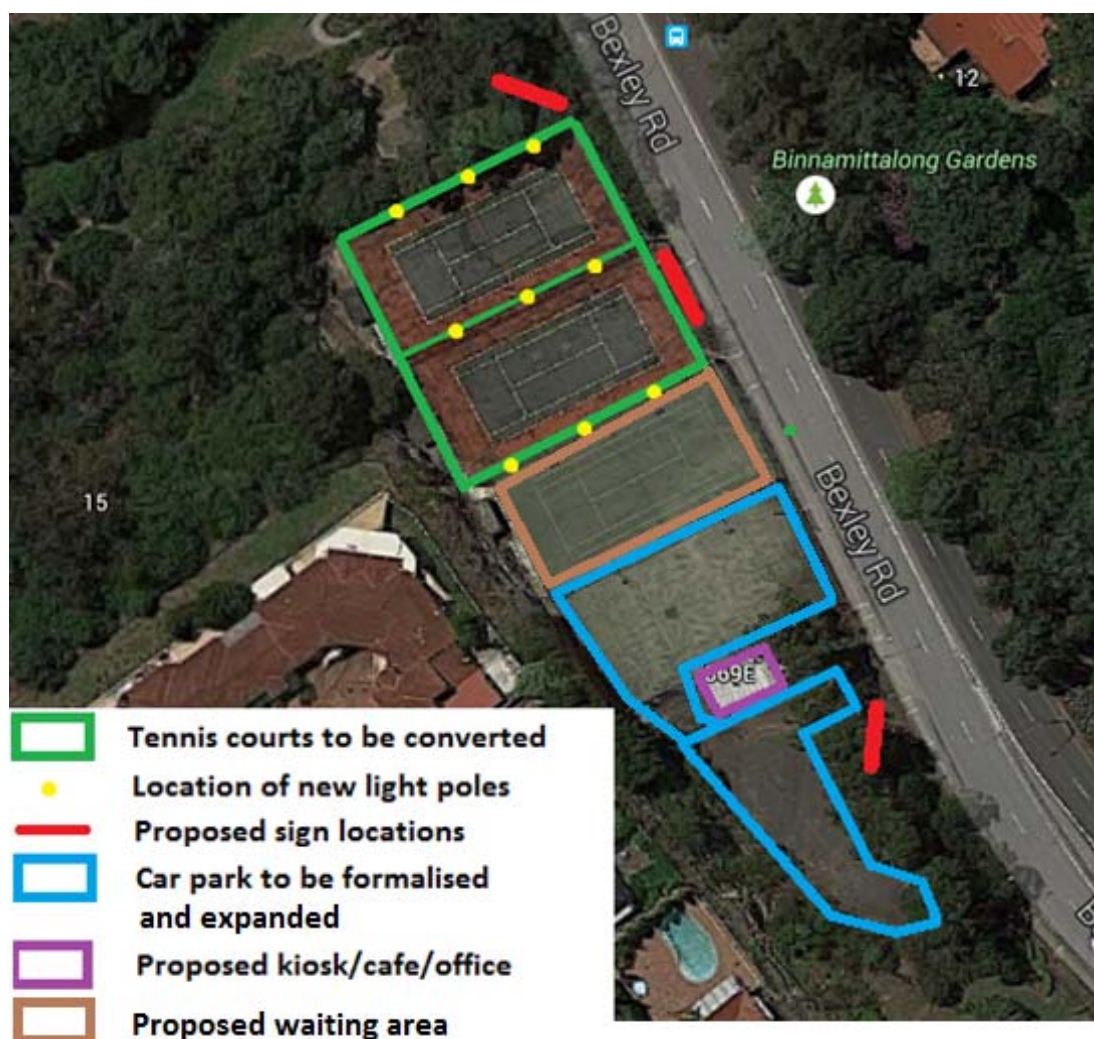 Bexley Rd
12
Binnamittalong Gardens
Bexley Rd
15
369E
B
Tennis courts to be converted
Location of new light poles
Proposed sign locations
Car park to be formalised
and expanded
Proposed kiosk/cafe/office
Proposed waiting area